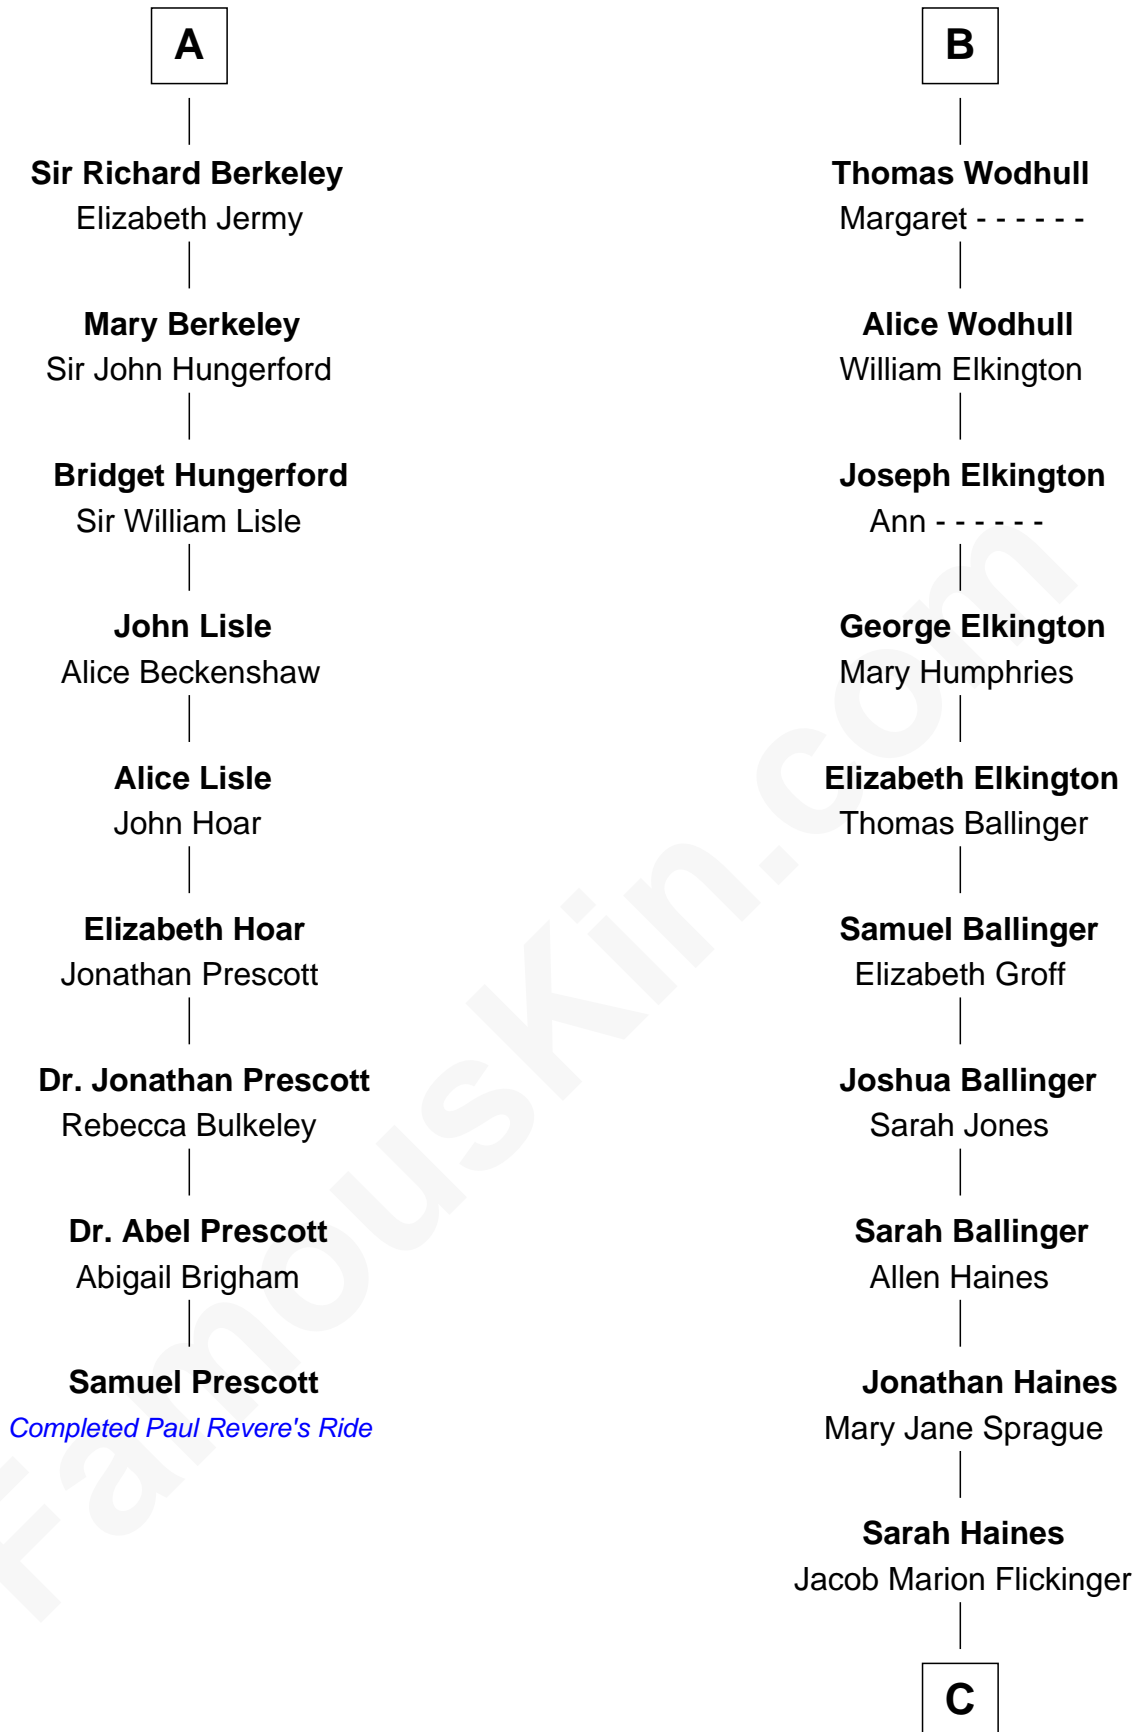 A
Sir Richard Berkeley
Elizabeth Jermy
Mary Berkeley
Sir John Hungerford
Bridget Hungerford
Sir William Lisle
John Lisle
Alice Beckenshaw
Alice Lisle
John Hoar
Elizabeth Hoar
Jonathan Prescott
Dr. Jonathan Prescott
Rebecca Bulkeley
Dr. Abel Prescott
Abigail Brigham
Samuel Prescott
Completed Paul Revere's Ride
B
Thomas Wodhull
Margaret - - - - - -
Alice Wodhull
William Elkington
Joseph Elkington
Ann - - - - - -
George Elkington
Mary Humphries
Elizabeth Elkington
Thomas Ballinger
Samuel Ballinger
Elizabeth Groff
Joshua Ballinger
Sarah Jones
Sarah Ballinger
Allen Haines
Jonathan Haines
Mary Jane Sprague
Sarah Haines
Jacob Marion Flickinger
C
FamousKin.com